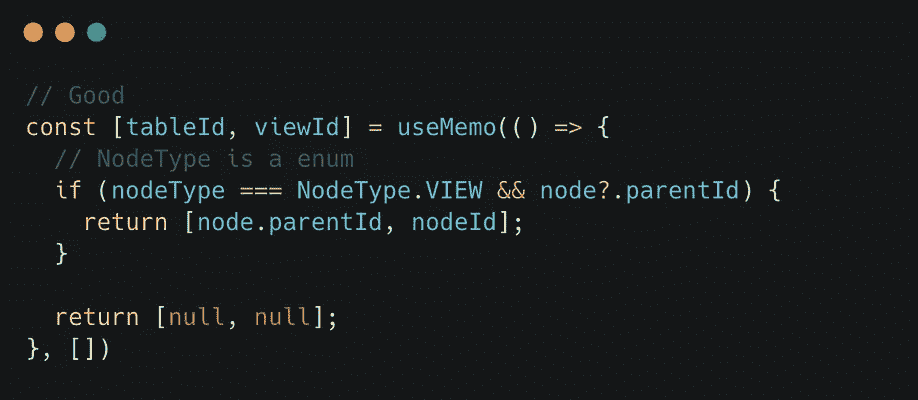 // Good
const [tableId, viewId] = useMemo(() => {
  // NodeType is a enum
  if (nodeType === NodeType.VIEW && node?.parentId) {
    return [node.parentId, nodeId];
  }

  return [null, null];
}, [])